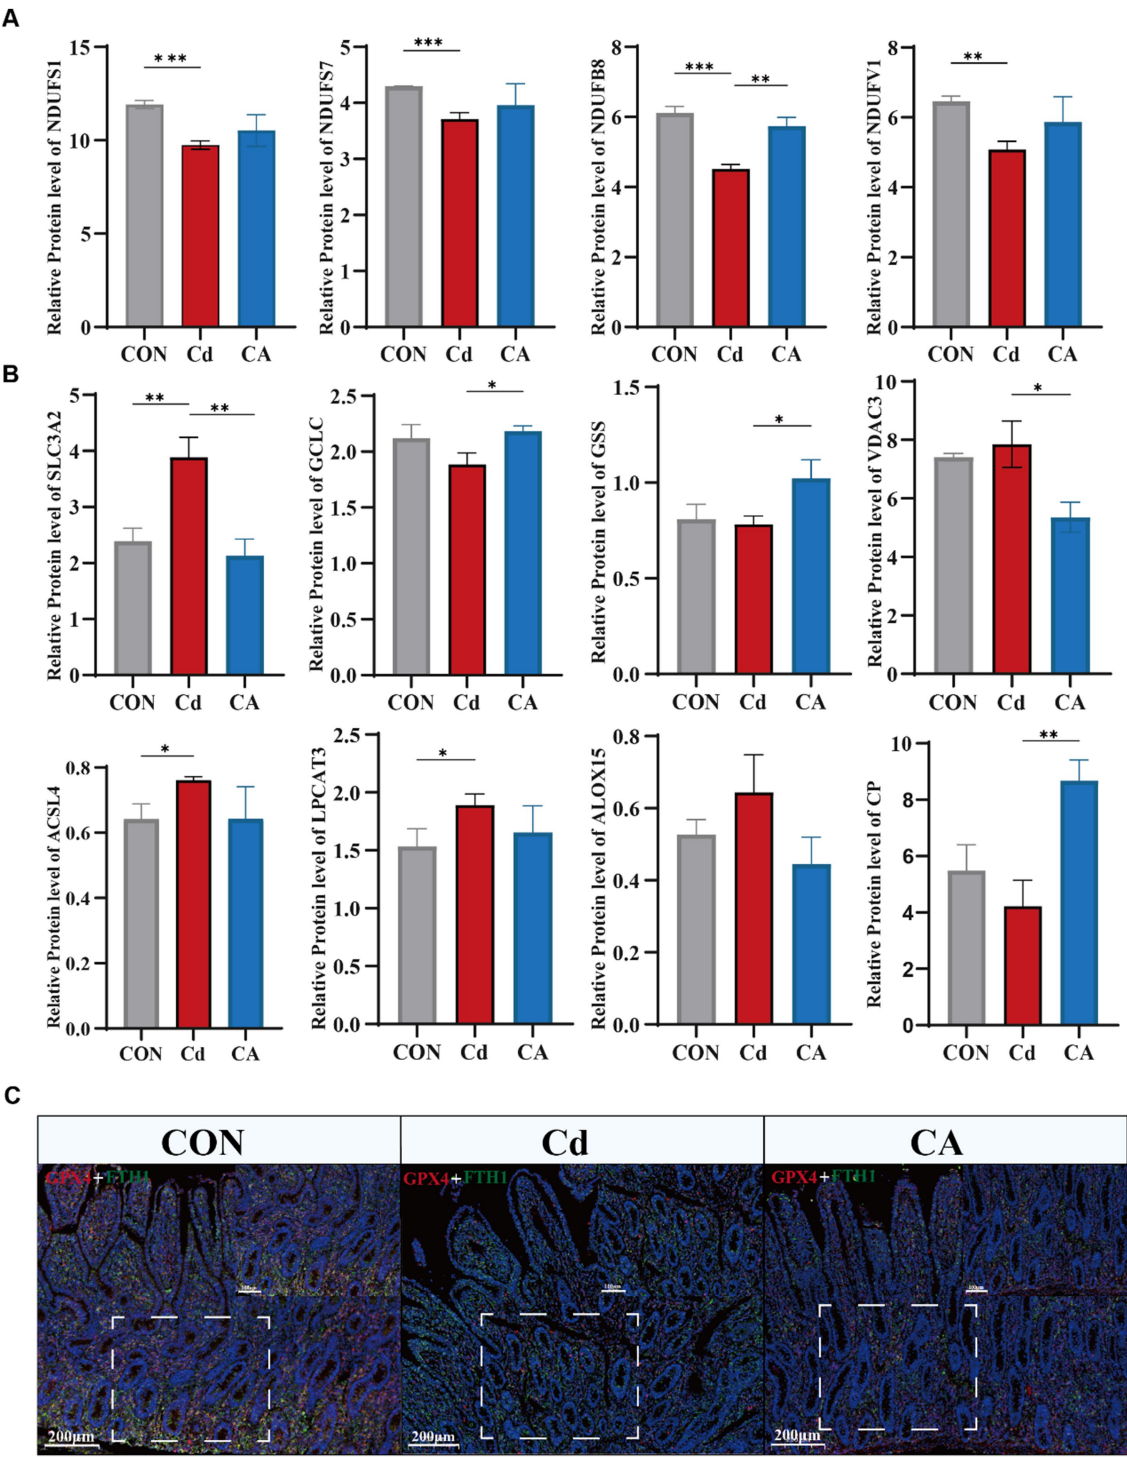 A
Relative Protein level of NDUFS1
15
10
5
0
***
CON Cd CA
Relative Protein level of NDUFS7
5
4
3
2
1
0
***
CON Cd CA
Relative Protein level of NDUFB8
8
6
4
2
0
***
**
CON Cd CA
Relative Protein level of NDUFV1
8
6
4
2
0
**
CON Cd CA
B
Relative Protein level of SLC3A2
5
4
3
2
1
0
**
**
CON Cd CA
Relative Protein level of GCLC
2.5
2.0
1.5
1.0
0.5
0.0
*
CON Cd CA
Relative Protein level of GSS
1.5
1.0
0.5
0.0
*
CON Cd CA
Relative Protein level of VDAC3
10
8
6
4
2
0
*
CON Cd CA
Relative Protein level of ACSL4
0.8
0.6
0.4
0.2
0.0
*
CON Cd CA
Relative Protein level of LPCAT3
2.5
2.0
1.5
1.0
0.5
0.0
*
CON Cd CA
Relative Protein level of ALOX15
0.8
0.6
0.4
0.2
0.0
CON Cd CA
Relative Protein level of CP
10
8
6
4
2
0
**
CON Cd CA
C
CON
Cd
CA
GPX4+FTH1
GPX4+FTH1
GPX4+FTH1
100μm
100μm
100μm
200μm
200μm
200μm